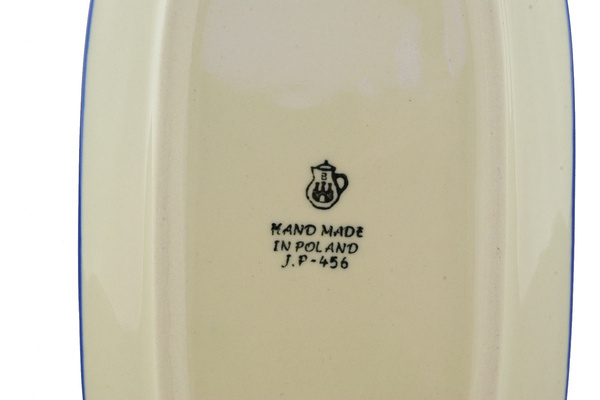 B
HAND MADE
IN POLAND
J.P-456